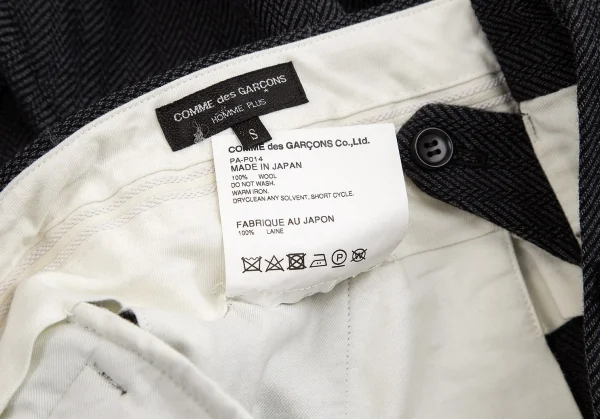 COMME des GARÇONS
HOMME PLUS
S
COMME des GARÇONS Co.,Ltd.
PA-P014
MADE IN JAPAN
100% WOOL
DO NOT WASH.
WARM IRON.
DRYCLEAN ANY SOLVENT, SHORT CYCLE.
FABRIQUE AU JAPON
100% LAINE